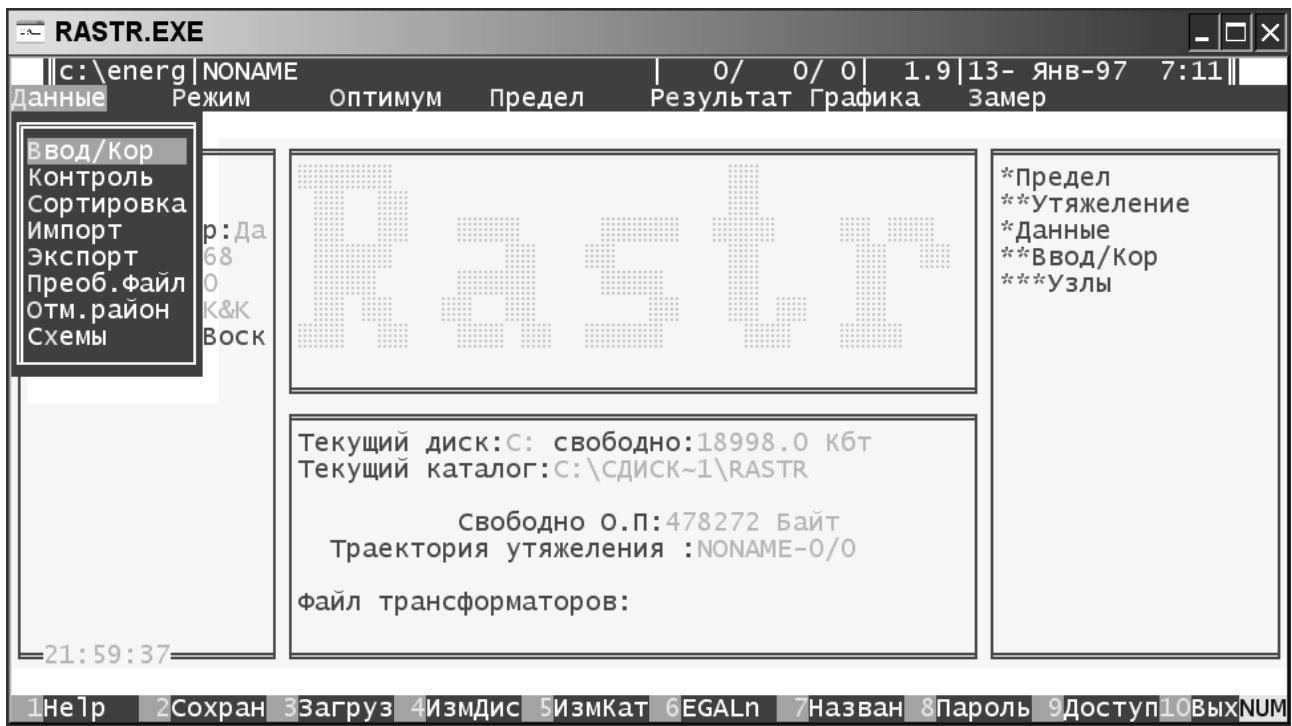 RASTR.EXE
c:\energ|NONAME | 0/ 0/ 0| 1.9|13- Янв-97 7:11
Данные Режим Оптимум Предел Результат Графика Замер
Ввод/Кор
Контроль
Сортировка
Импорт р:Да
Экспорт 68
Преоб.Файл 0
Отм.район K&K
Схемы Воск
21:59:37
Rastr
Текущий диск:C: свободно:18998.0 Кбт
Текущий каталог:C:\СДИСК~1\RASTR
Свободно О.П:478272 Байт
Траектория утяжеления :NONAME-0/0
Файл трансформаторов:
*Предел
**Утяжеление
*Данные
**Ввод/Кор
***Узлы
1Help 2Сохран 3Загруз 4ИзмДис 5ИзмКат 6EGALn 7Назван 8Пароль 9Доступ10ВыхNUM